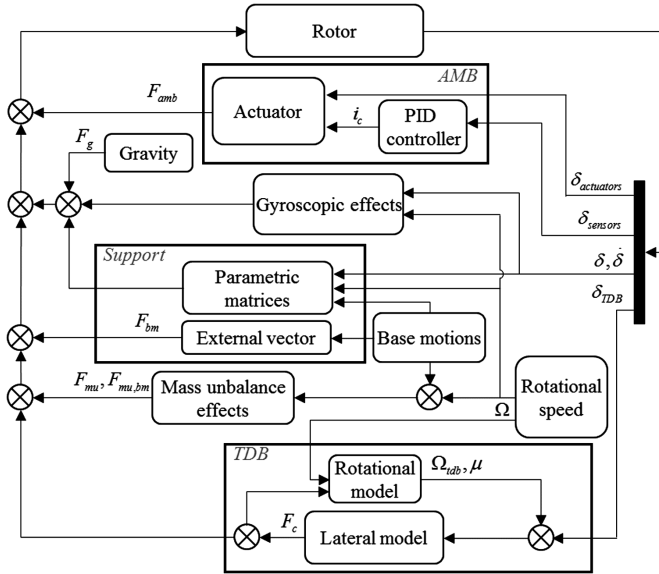 Rotor
AMB
F_amb
Actuator
i_c
PID
controller
F_g
Gravity
δ_actuators
Gyroscopic effects
δ_sensors
Support
δ, δ̇
Parametric
matrices
δ_TDB
F_bm
External vector
Base motions
F_mu, F_mu,bm
Mass unbalance
effects
Ω
Rotational
speed
TDB
Rotational
model
Ω_tdb, μ
F_c
Lateral model